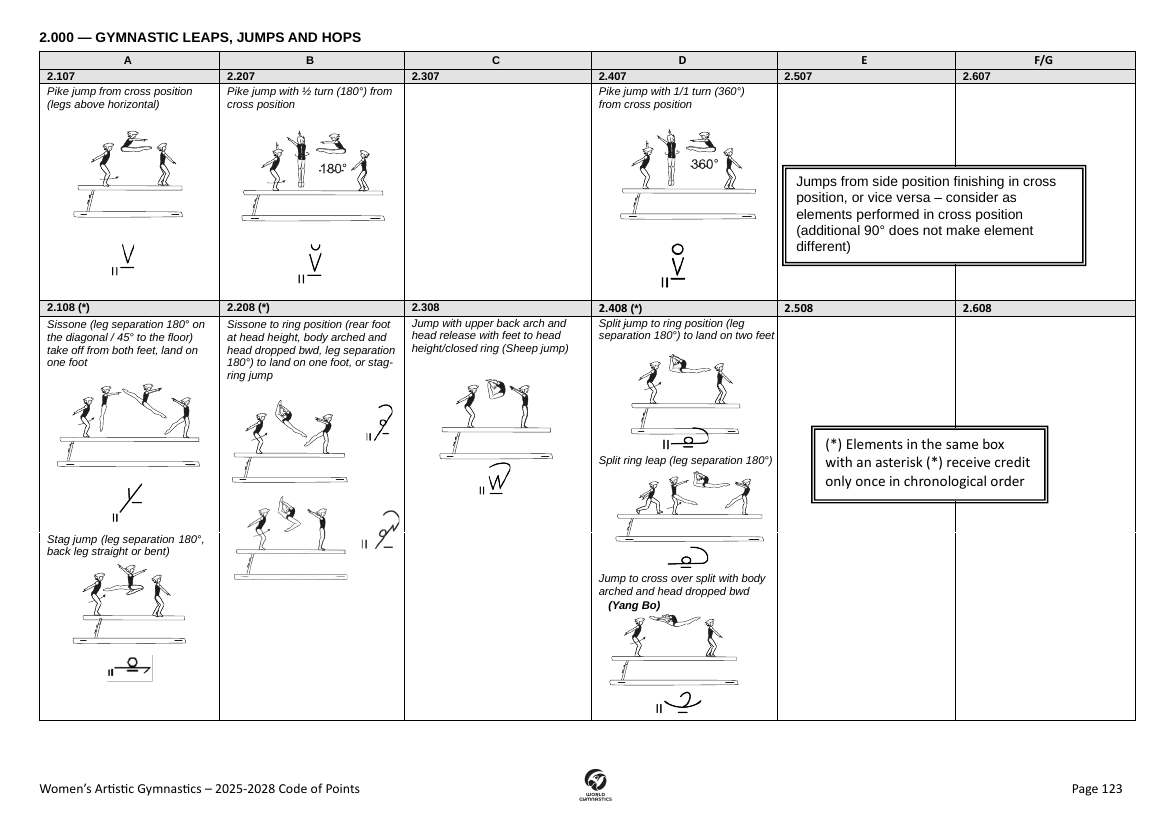 2.000 — GYMNASTIC LEAPS, JUMPS AND HOPS
A B C D E F/G
2.107 2.207 2.307 2.407 2.507 2.607
Pike jump from cross position
(legs above horizontal)
Pike jump with ½ turn (180°) from
cross position
180°
Pike jump with 1/1 turn (360°)
from cross position
360°
Jumps from side position finishing in cross
position, or vice versa – consider as
elements performed in cross position
(additional 90° does not make element
different)
2.108 (*) 2.208 (*) 2.308 2.408 (*) 2.508 2.608
Sissone (leg separation 180° on
the diagonal / 45° to the floor)
take off from both feet, land on
one foot
Stag jump (leg separation 180°,
back leg straight or bent)
Sissone to ring position (rear foot
at head height, body arched and
head dropped bwd, leg separation
180°) to land on one foot, or stag-
ring jump
Jump with upper back arch and
head release with feet to head
height/closed ring (Sheep jump)
Split jump to ring position (leg
separation 180°) to land on two feet
Split ring leap (leg separation 180°)
Jump to cross over split with body
arched and head dropped bwd
(Yang Bo)
(*) Elements in the same box
with an asterisk (*) receive credit
only once in chronological order
Women's Artistic Gymnastics – 2025-2028 Code of Points
WORLD
GYMNASTICS
Page 123